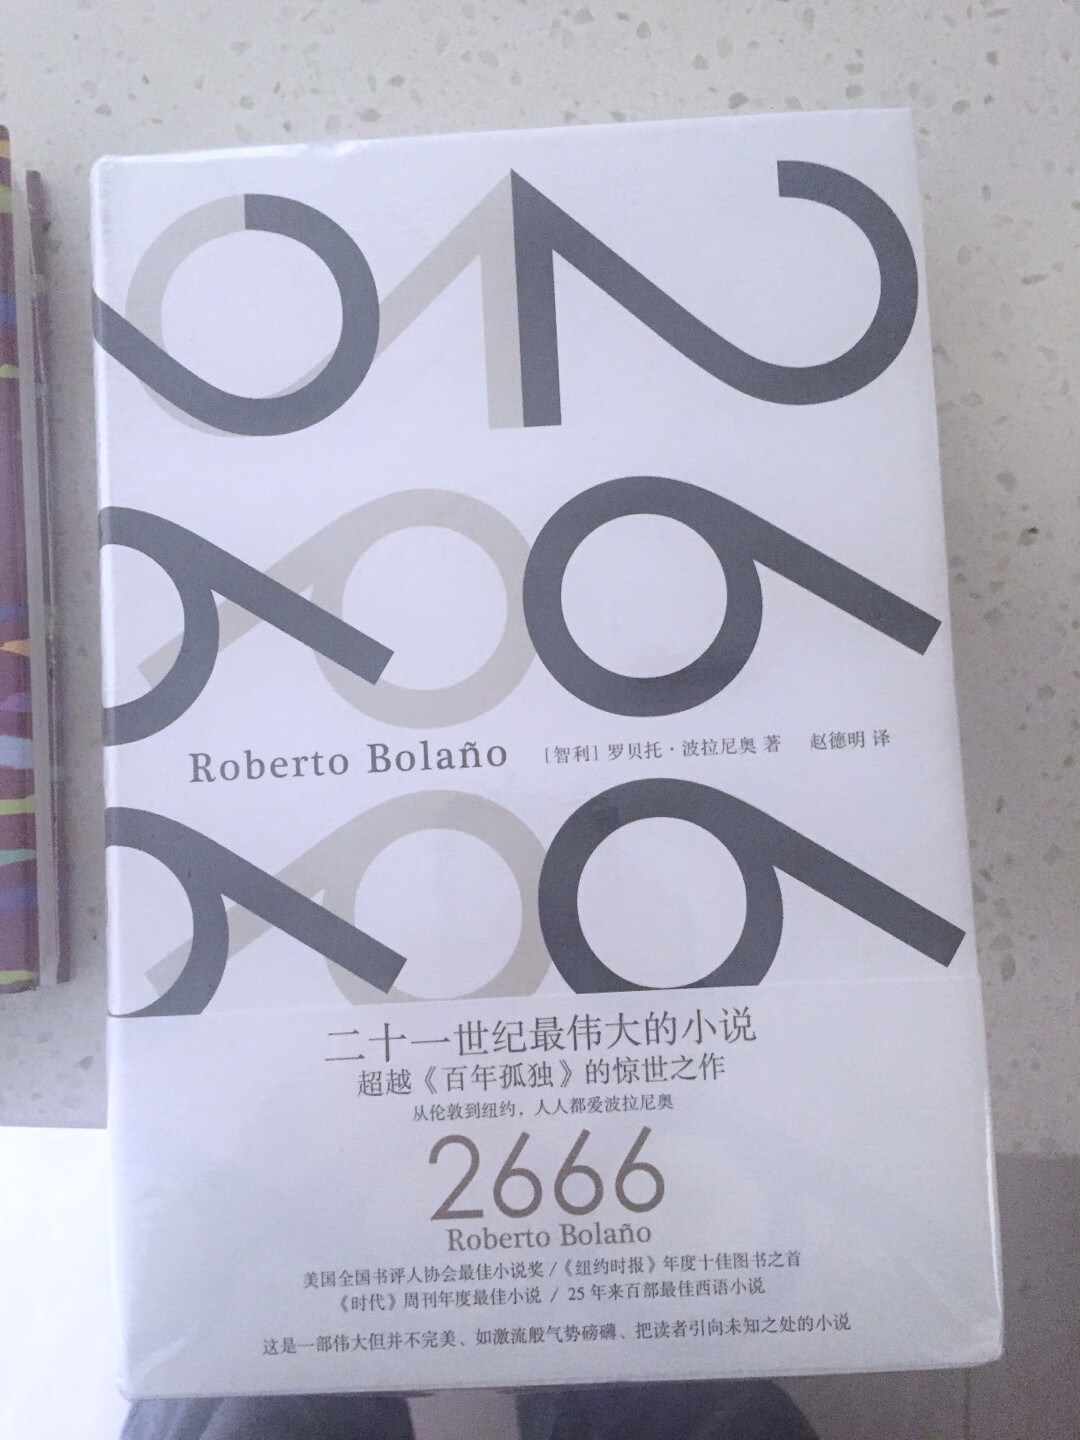 2666
Roberto Bolaño [智利] 罗贝托·波拉尼奥 著 赵德明 译
二十一世纪最伟大的小说
超越《百年孤独》的惊世之作
从伦敦到纽约，人人都爱波拉尼奥
2666
Roberto Bolaño
美国全国书评人协会最佳小说奖 /《纽约时报》年度十佳图书之首
《时代》周刊年度最佳小说 / 25 年来百部最佳西语小说
这是一部伟大但并不完美、如激流般气势磅礴、把读者引向未知之处的小说